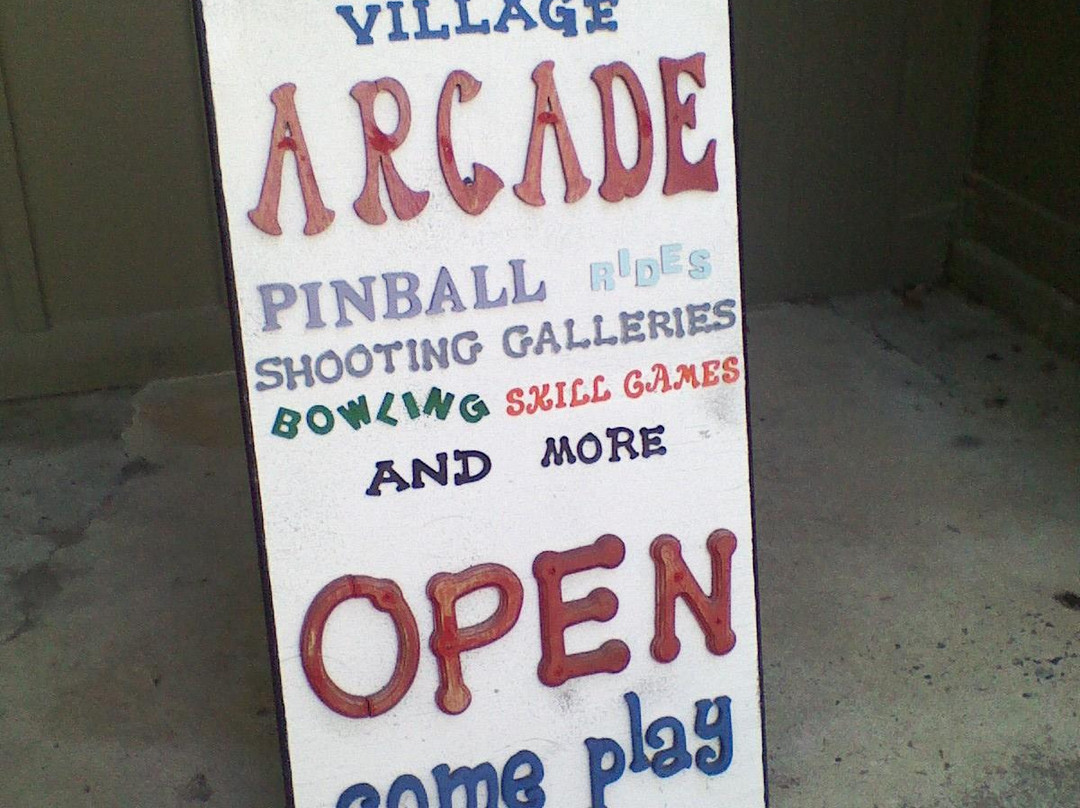 VILLAGE
ARCADE
PINBALL RIDES
SHOOTING GALLERIES
BOWLING SKILL GAMES
AND MORE
OPEN
come play